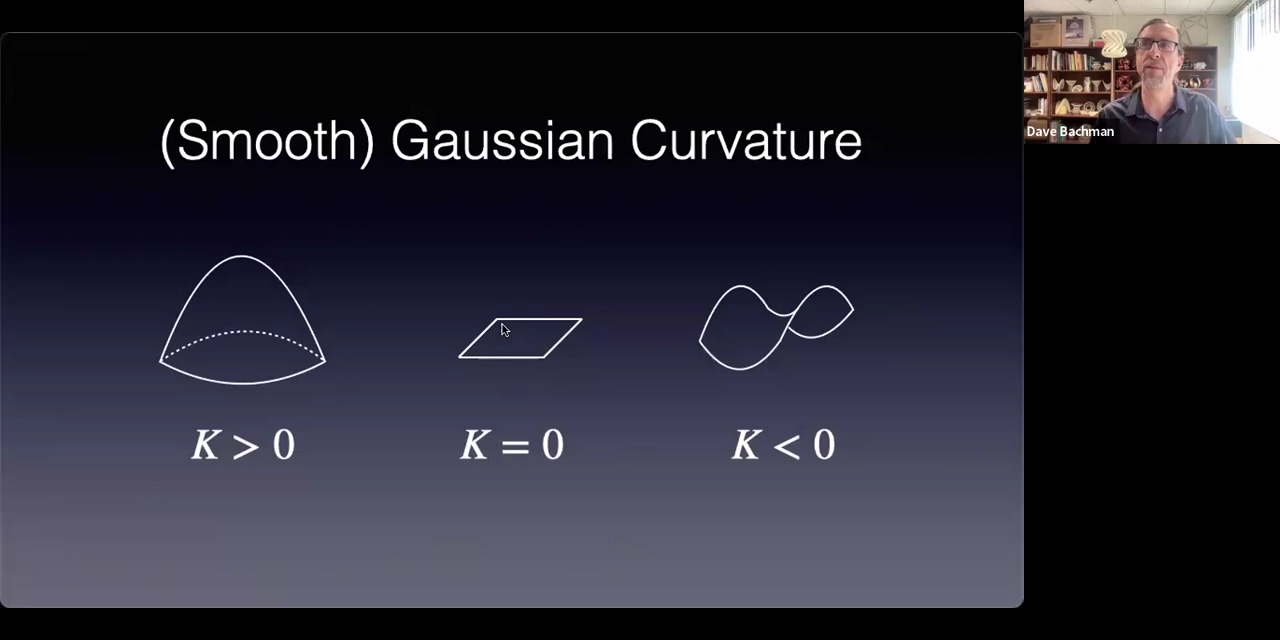 (Smooth) Gaussian Curvature
K > 0
K = 0
K < 0
Dave Bachman